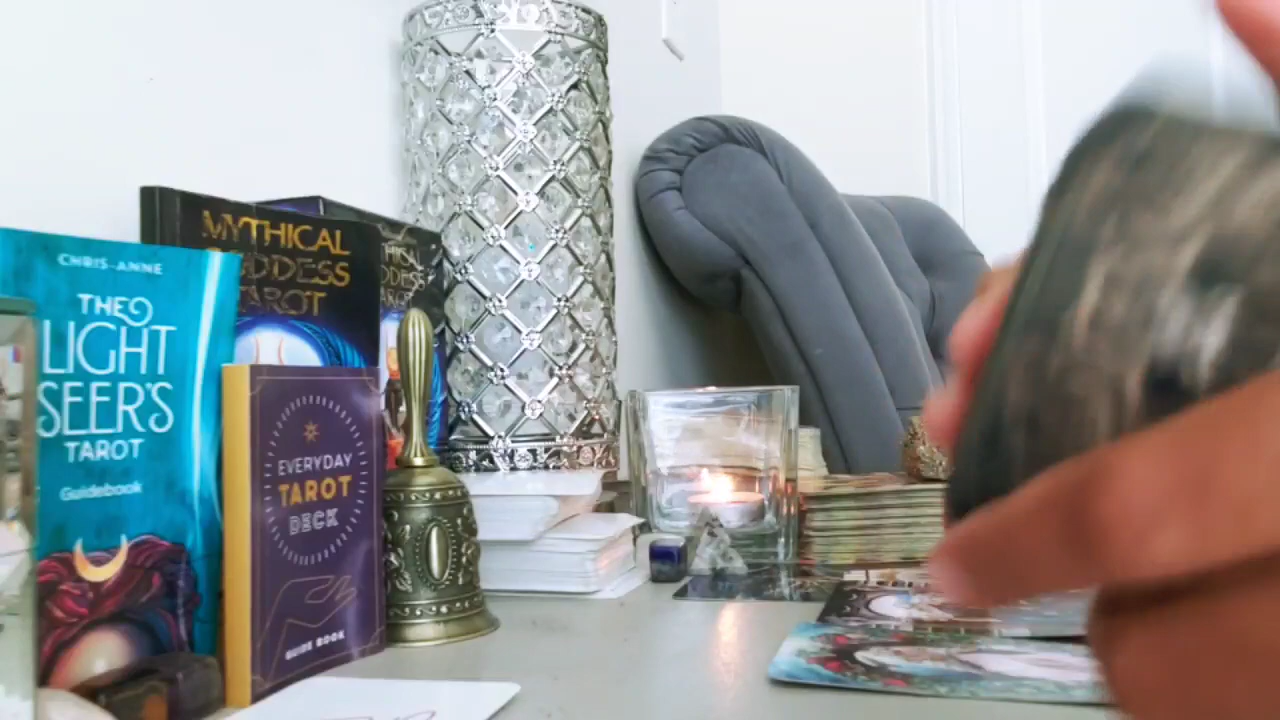 CHRIS-ANNE
THE
LIGHT
SEER'S
TAROT
Guidebook
MYTHICAL
GODDESS
TAROT
EVERYDAY
TAROT
DECK
GUIDE BOOK